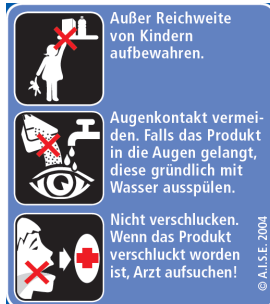 Außer Reichweite
von Kindern
aufbewahren.
Augenkontakt vermei-
den. Falls das Produkt
in die Augen gelangt,
diese gründlich mit
Wasser ausspülen.
Nicht verschlucken.
Wenn das Produkt
verschluckt worden
ist, Arzt aufsuchen!
© A.I.S.E. 2004